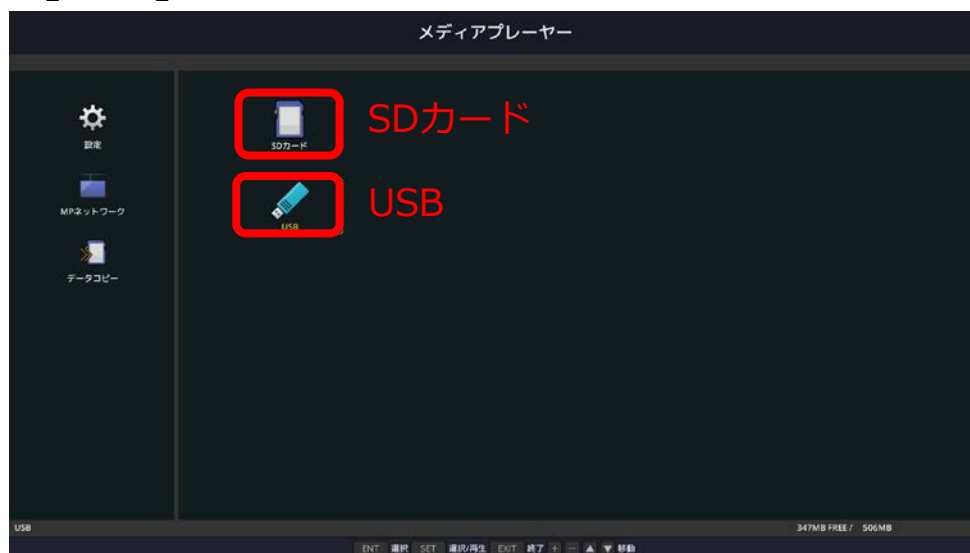 メディアプレーヤー
設定
MPネットワーク
データコピー
SDカード
SDカード
USB
USB
USB
347MB FREE / 506MB
ENT 選択 SET 選択/再生 EXIT 終了 + − ▲ ▼ 移動